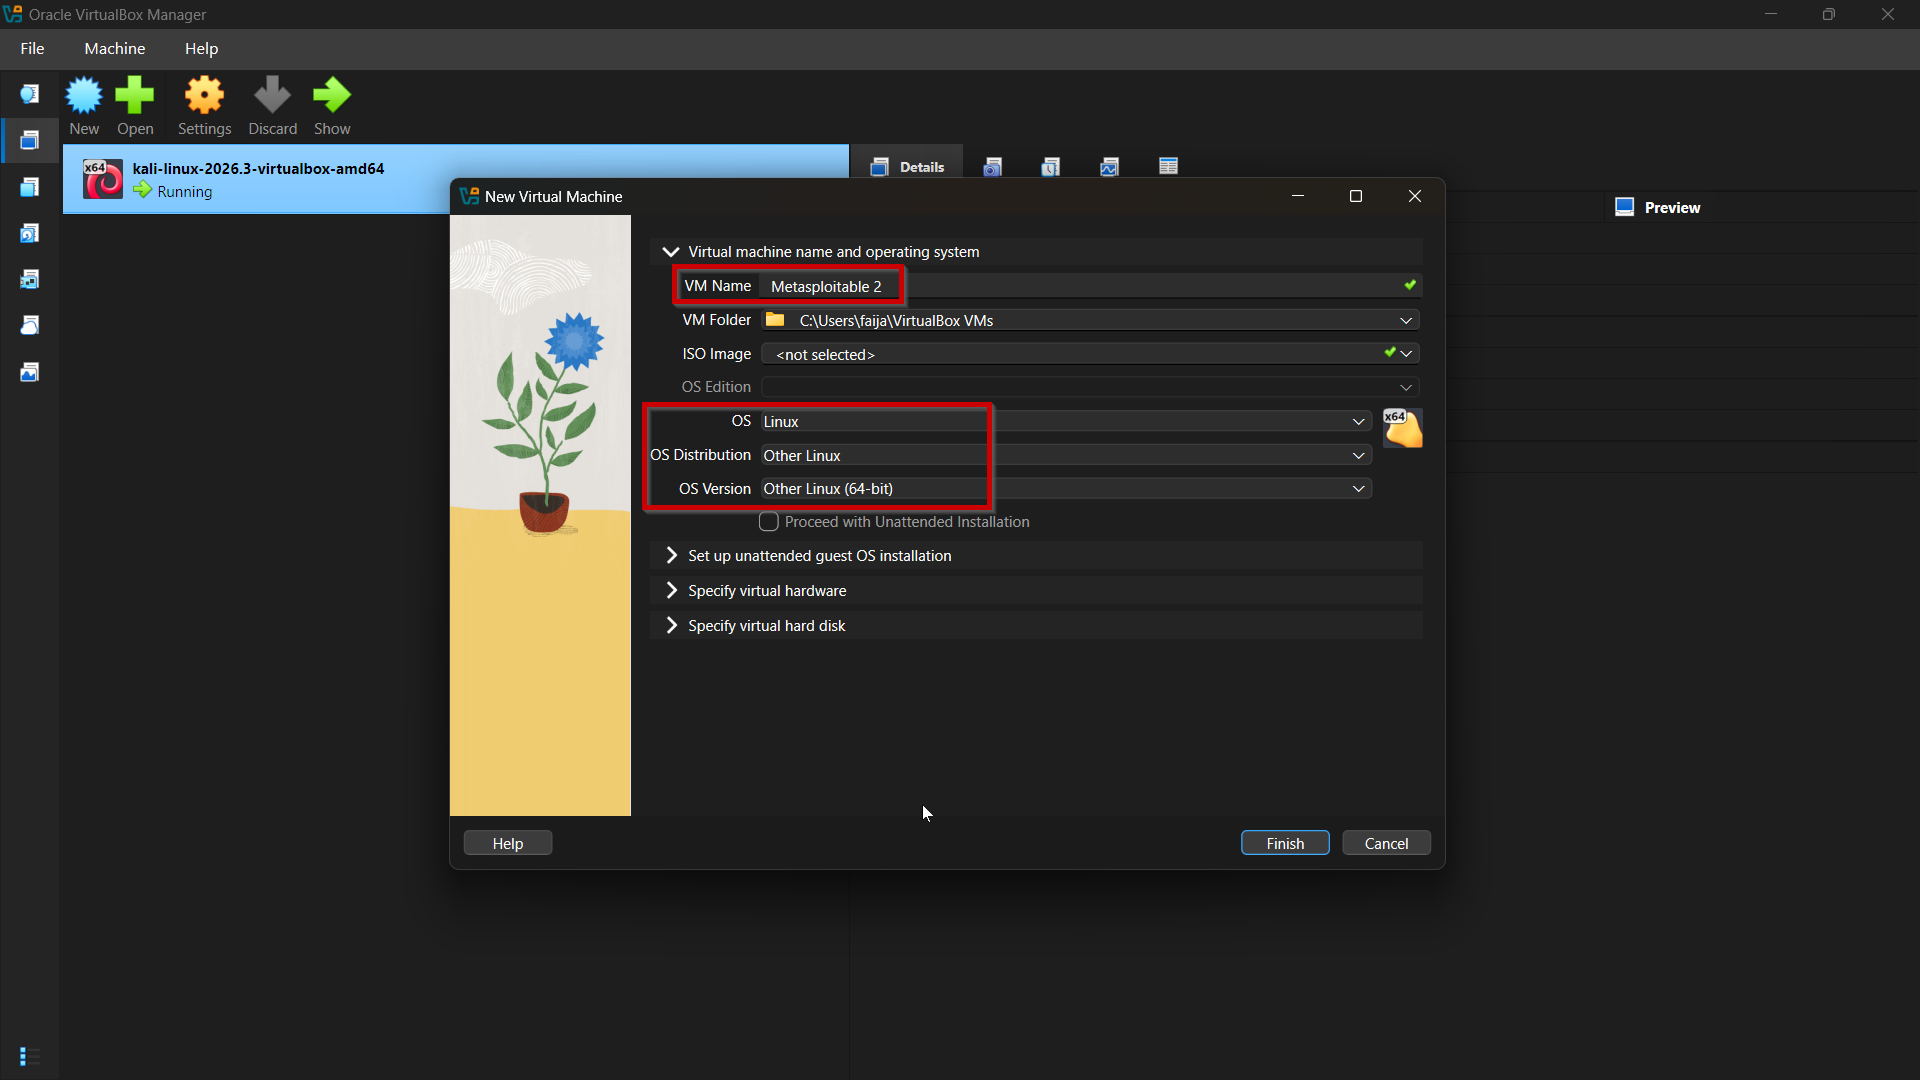 Oracle VirtualBox Manager
File Machine Help
New Open Settings Discard Show
x64 kali-linux-2026.3-virtualbox-amd64
Running
Details
Preview
New Virtual Machine
Virtual machine name and operating system
VM Name Metasploitable 2
VM Folder C:\Users\faija\VirtualBox VMs
ISO Image <not selected>
OS Edition
OS Linux
x64
OS Distribution Other Linux
OS Version Other Linux (64-bit)
Proceed with Unattended Installation
Set up unattended guest OS installation
Specify virtual hardware
Specify virtual hard disk
Help Finish Cancel